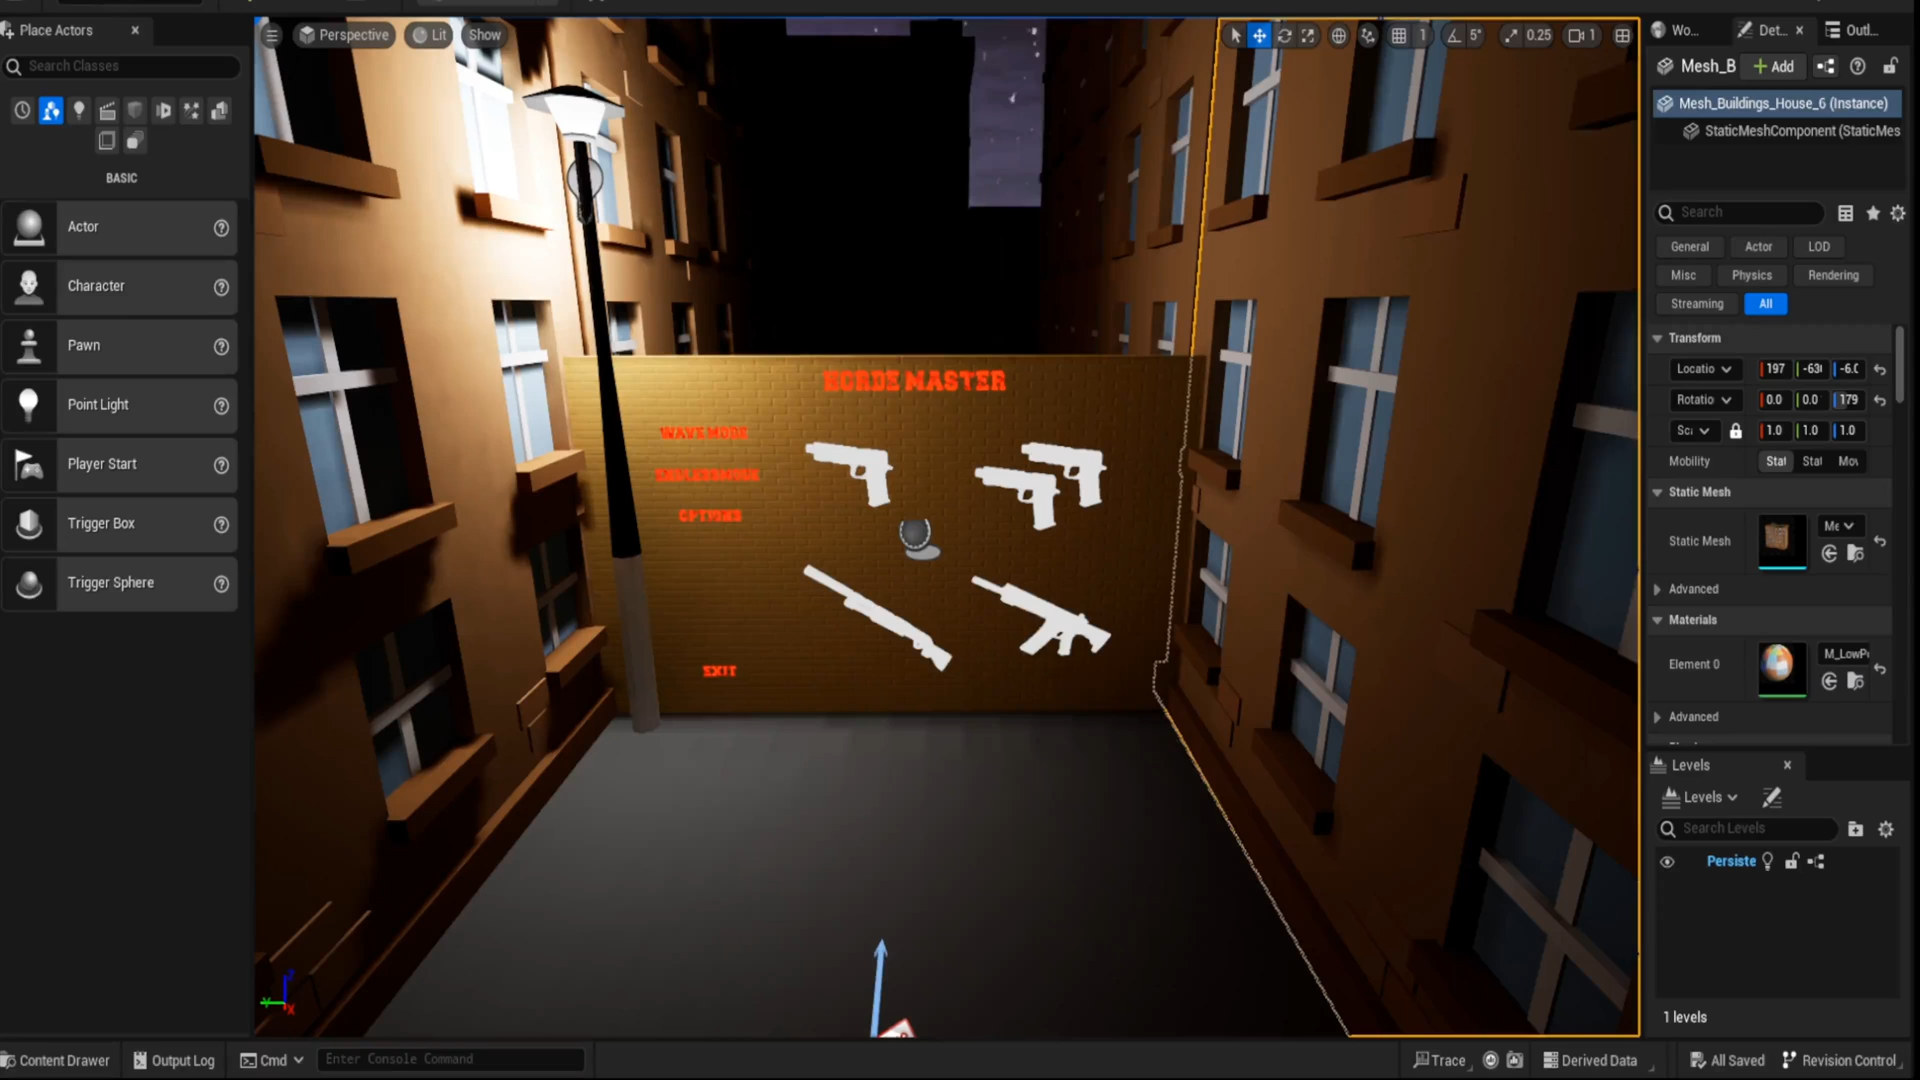 Place Actors
Search Classes
BASIC
Actor
Character
Pawn
Point Light
Player Start
Trigger Box
Trigger Sphere
Perspective
Lit
Show
1
5°
0.25
1
HORDE MASTER
WAVE MODE
OPTIONS
EXIT
Wo...
Det...
Outl...
Mesh_B
Add
Mesh_Buildings_House_6 (Instance)
StaticMeshComponent (StaticMes
Search
General
Actor
LOD
Misc
Physics
Rendering
Streaming
All
Transform
Locatio
197
-6.0
Rotatio
0.0
0.0
179
1.0
1.0
1.0
Mobility
Stat
Stat
Static Mesh
Static Mesh
Me
Advanced
Materials
Element 0
M_LowP
Advanced
Levels
Levels
Search Levels
Persiste
1 levels
Content Drawer
Output Log
Cmd
Enter Console Command
Trace
Derived Data
All Saved
Revision Control